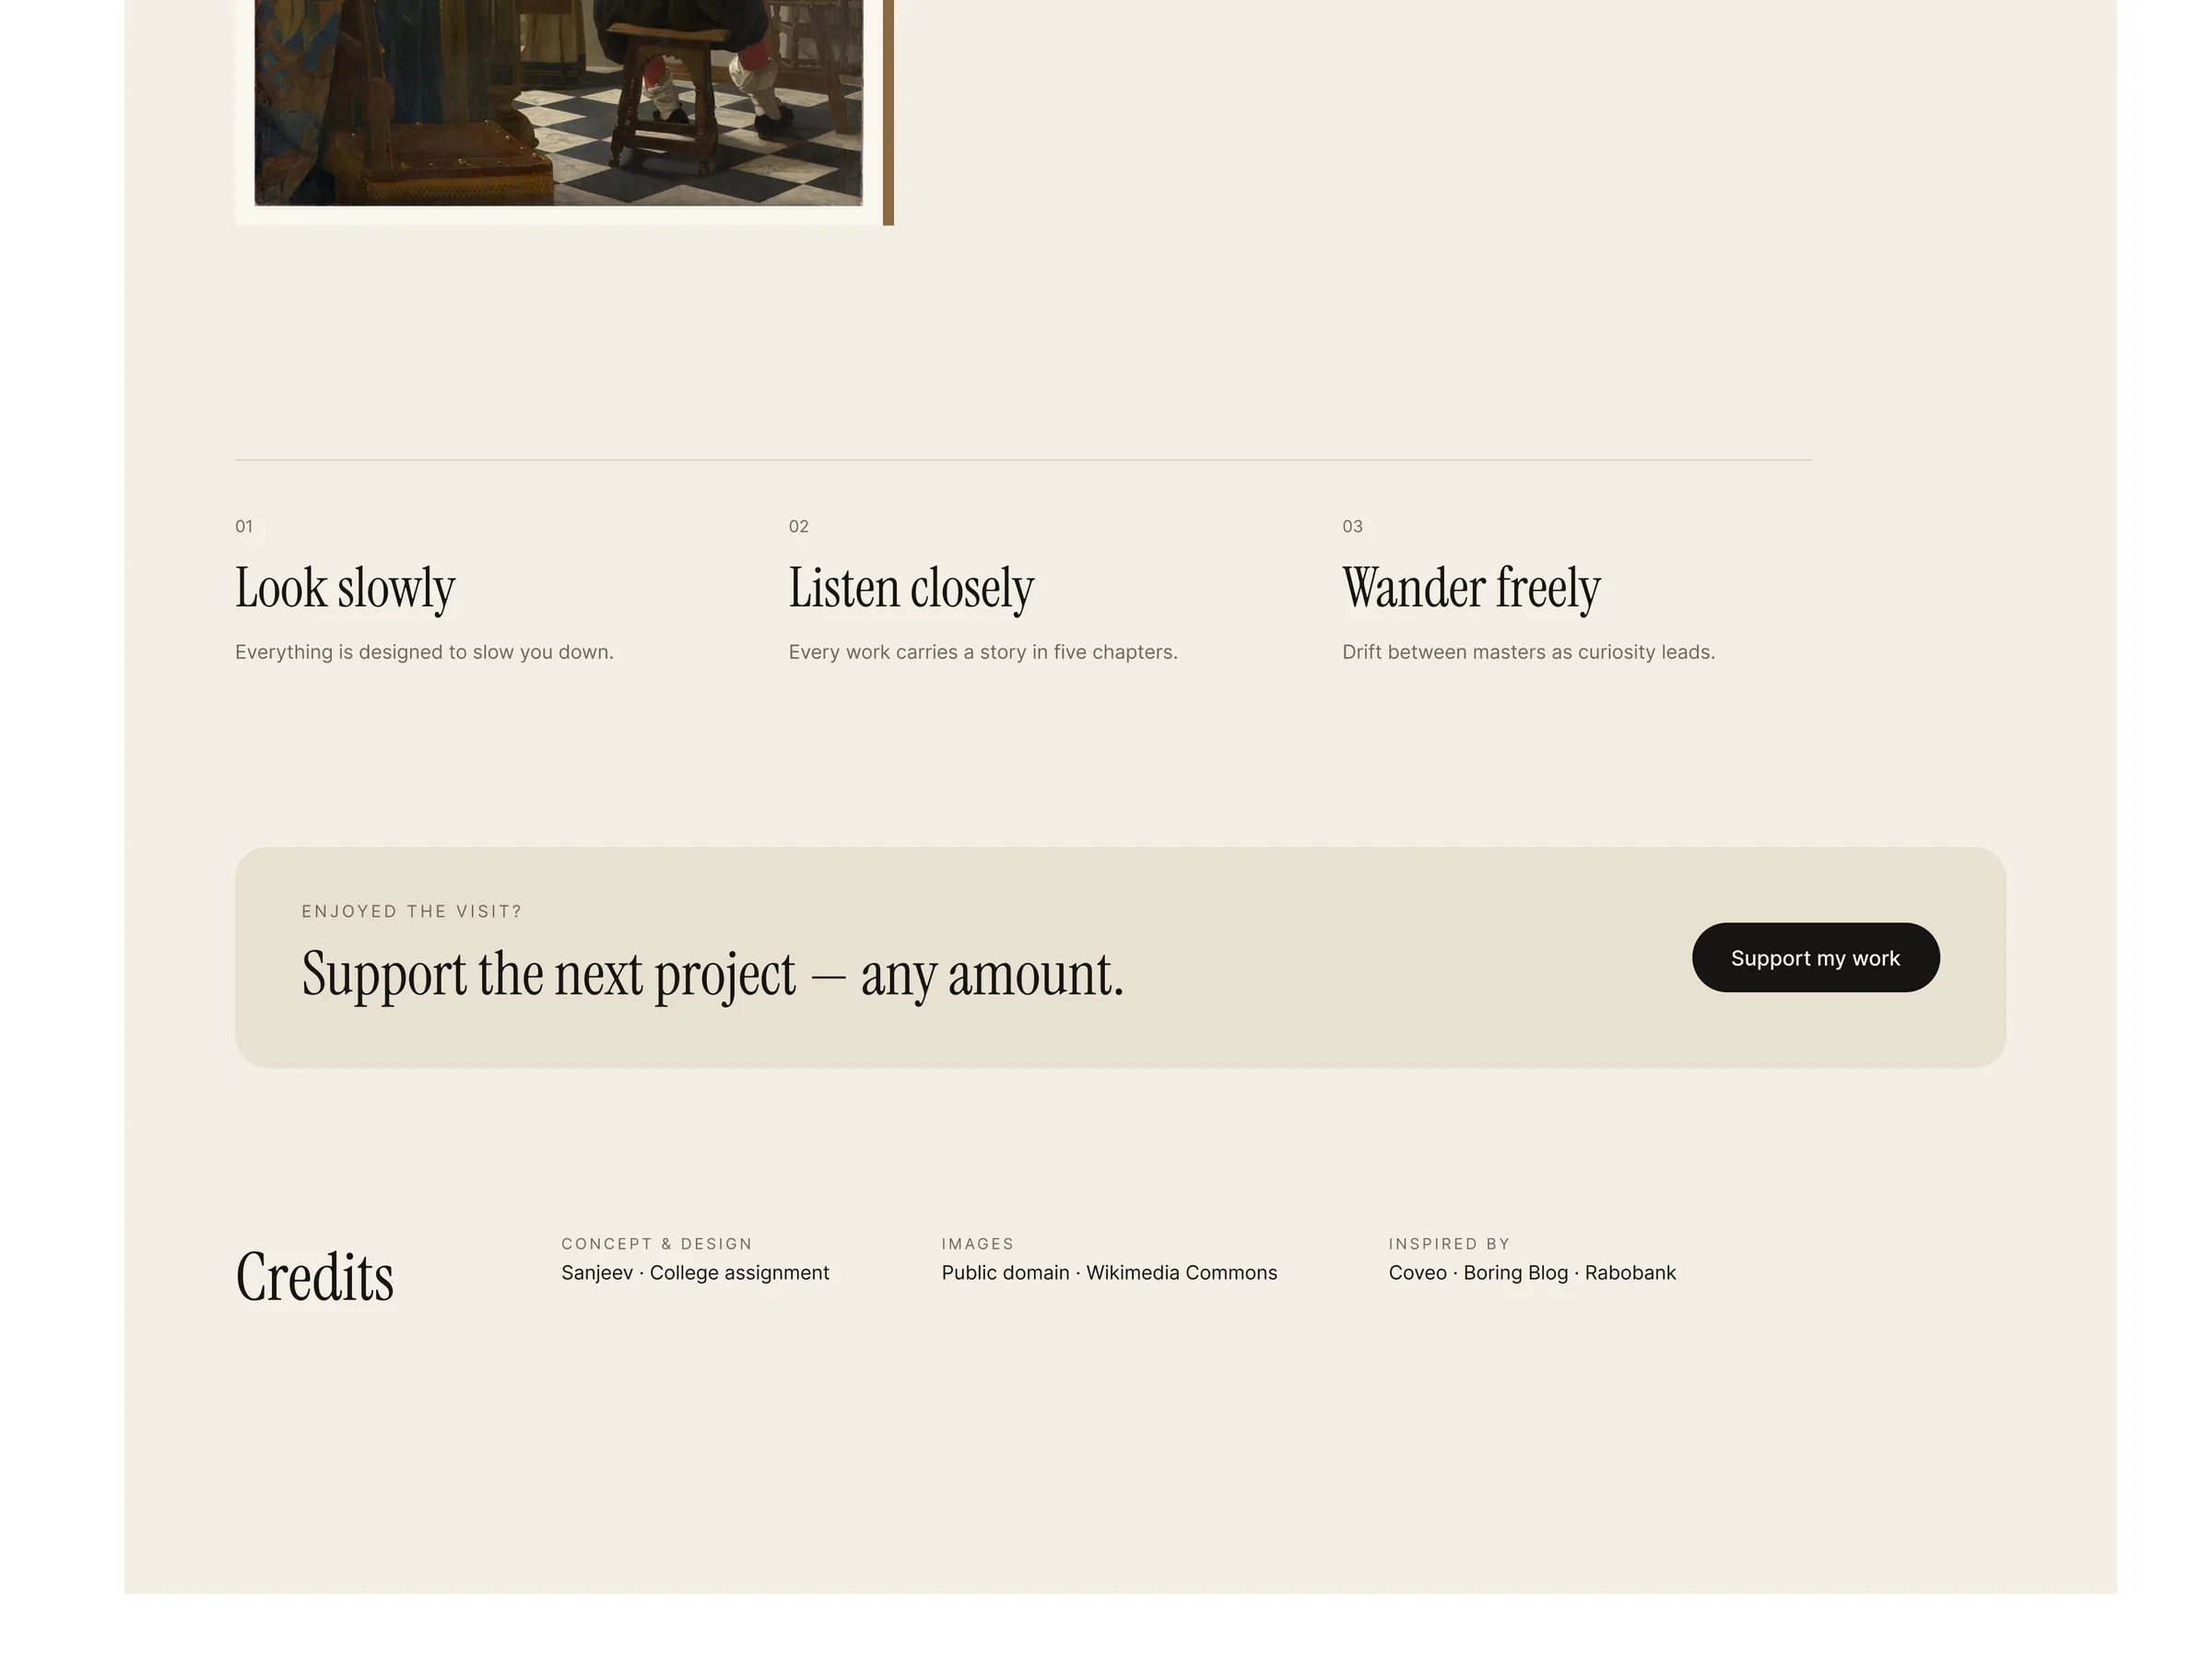 01
Look slowly
Everything is designed to slow you down.
02
Listen closely
Every work carries a story in five chapters.
03
Wander freely
Drift between masters as curiosity leads.
ENJOYED THE VISIT?
Support the next project — any amount.
Support my work
Credits
CONCEPT & DESIGN
Sanjeev · College assignment
IMAGES
Public domain · Wikimedia Commons
INSPIRED BY
Coveo · Boring Blog · Rabobank